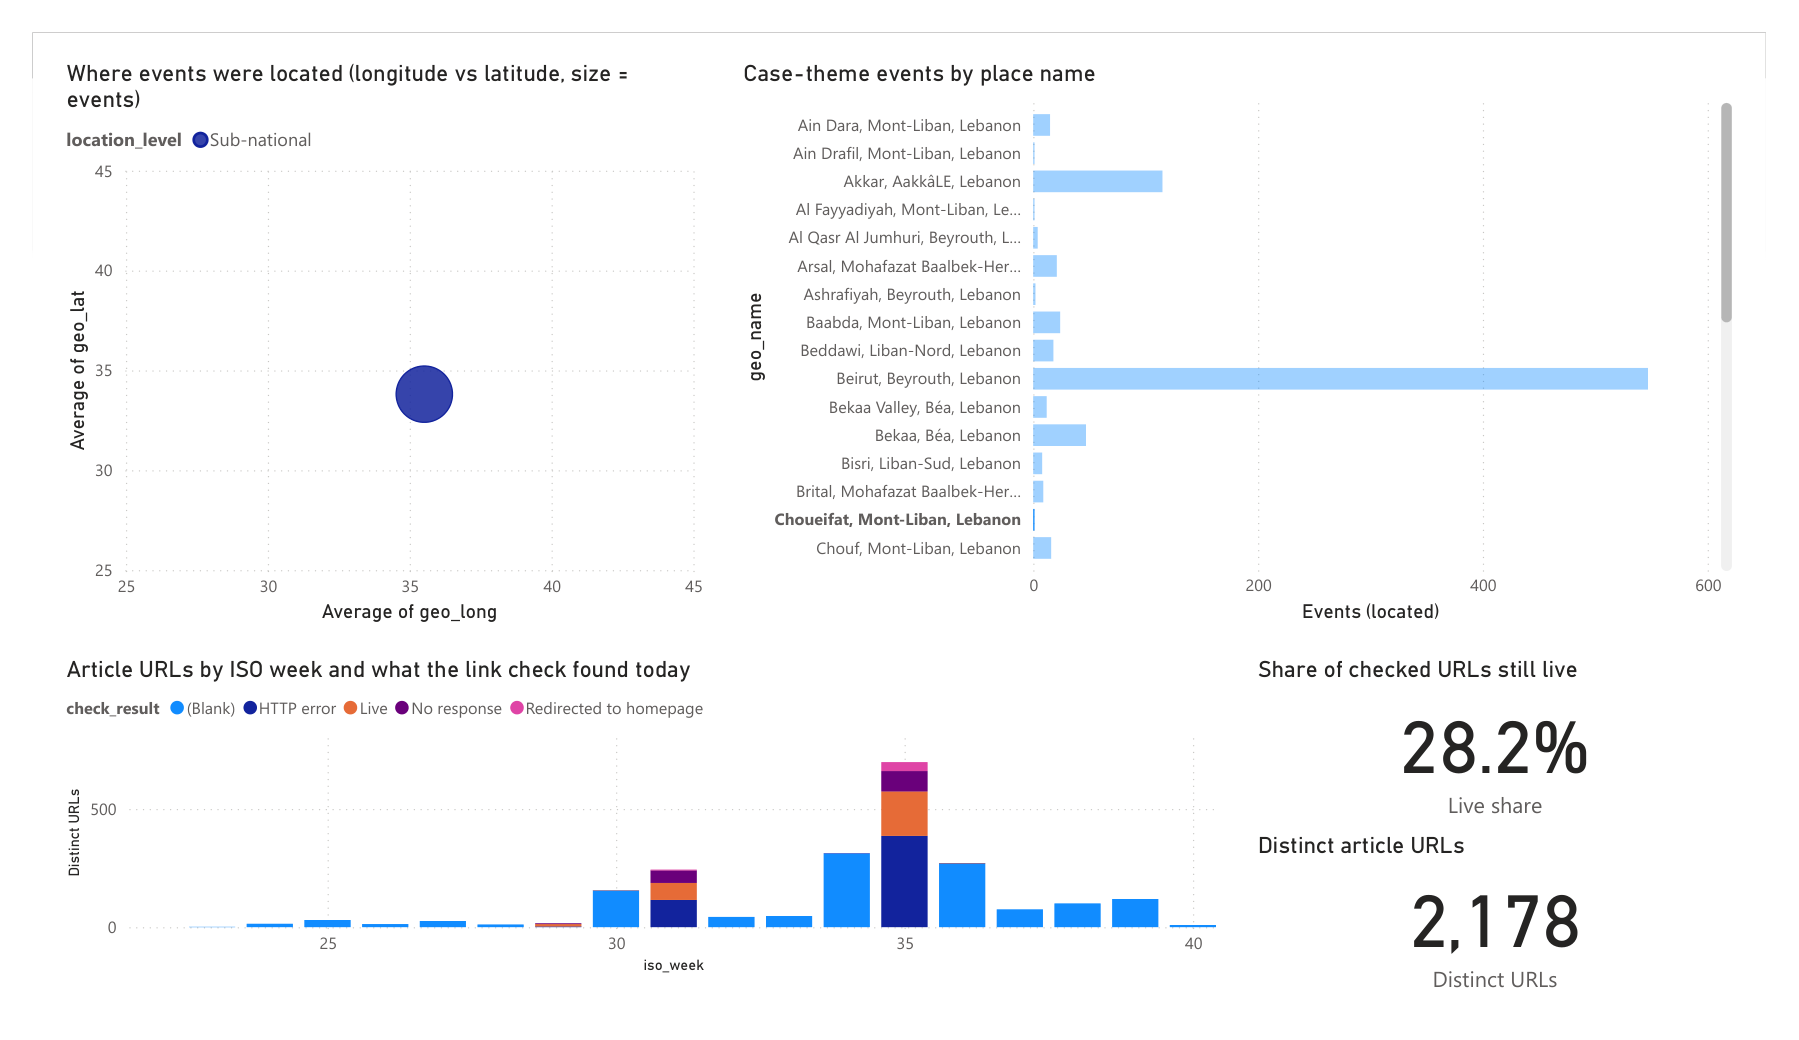 Where events were located (longitude vs latitude, size =
events)
location_level Sub-national
45
40
35
30
25
25 30 35 40 45
Average of geo_lat
Average of geo_long
Case-theme events by place name
geo_name
Ain Dara, Mont-Liban, Lebanon
Ain Drafil, Mont-Liban, Lebanon
Akkar, AakkâLE, Lebanon
Al Fayyadiyah, Mont-Liban, Le...
Al Qasr Al Jumhuri, Beyrouth, L...
Arsal, Mohafazat Baalbek-Her...
Ashrafiyah, Beyrouth, Lebanon
Baabda, Mont-Liban, Lebanon
Beddawi, Liban-Nord, Lebanon
Beirut, Beyrouth, Lebanon
Bekaa Valley, Béa, Lebanon
Bekaa, Béa, Lebanon
Bisri, Liban-Sud, Lebanon
Brital, Mohafazat Baalbek-Her...
Choueifat, Mont-Liban, Lebanon
Chouf, Mont-Liban, Lebanon
0 200 400 600
Events (located)
Article URLs by ISO week and what the link check found today
check_result (Blank) HTTP error Live No response Redirected to homepage
Distinct URLs
500
0
25 30 35 40
iso_week
Share of checked URLs still live
28.2%
Live share
Distinct article URLs
2,178
Distinct URLs